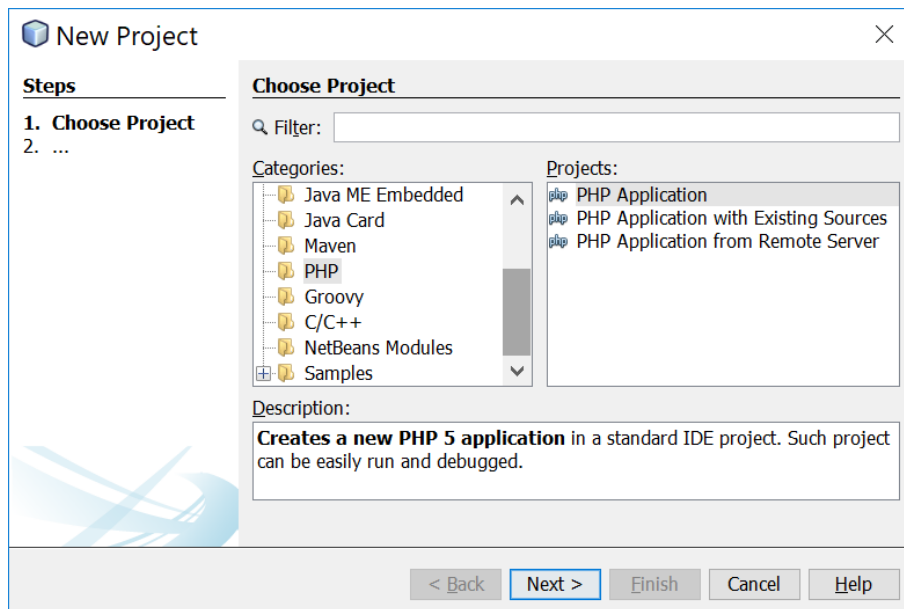 New Project
Steps
1. Choose Project
2. ...
Choose Project
Filter:
Categories:
Java ME Embedded
Java Card
Maven
PHP
Groovy
C/C++
NetBeans Modules
Samples
Projects:
php PHP Application
php PHP Application with Existing Sources
php PHP Application from Remote Server
Description:
Creates a new PHP 5 application in a standard IDE project. Such project
can be easily run and debugged.
< Back
Next >
Finish
Cancel
Help